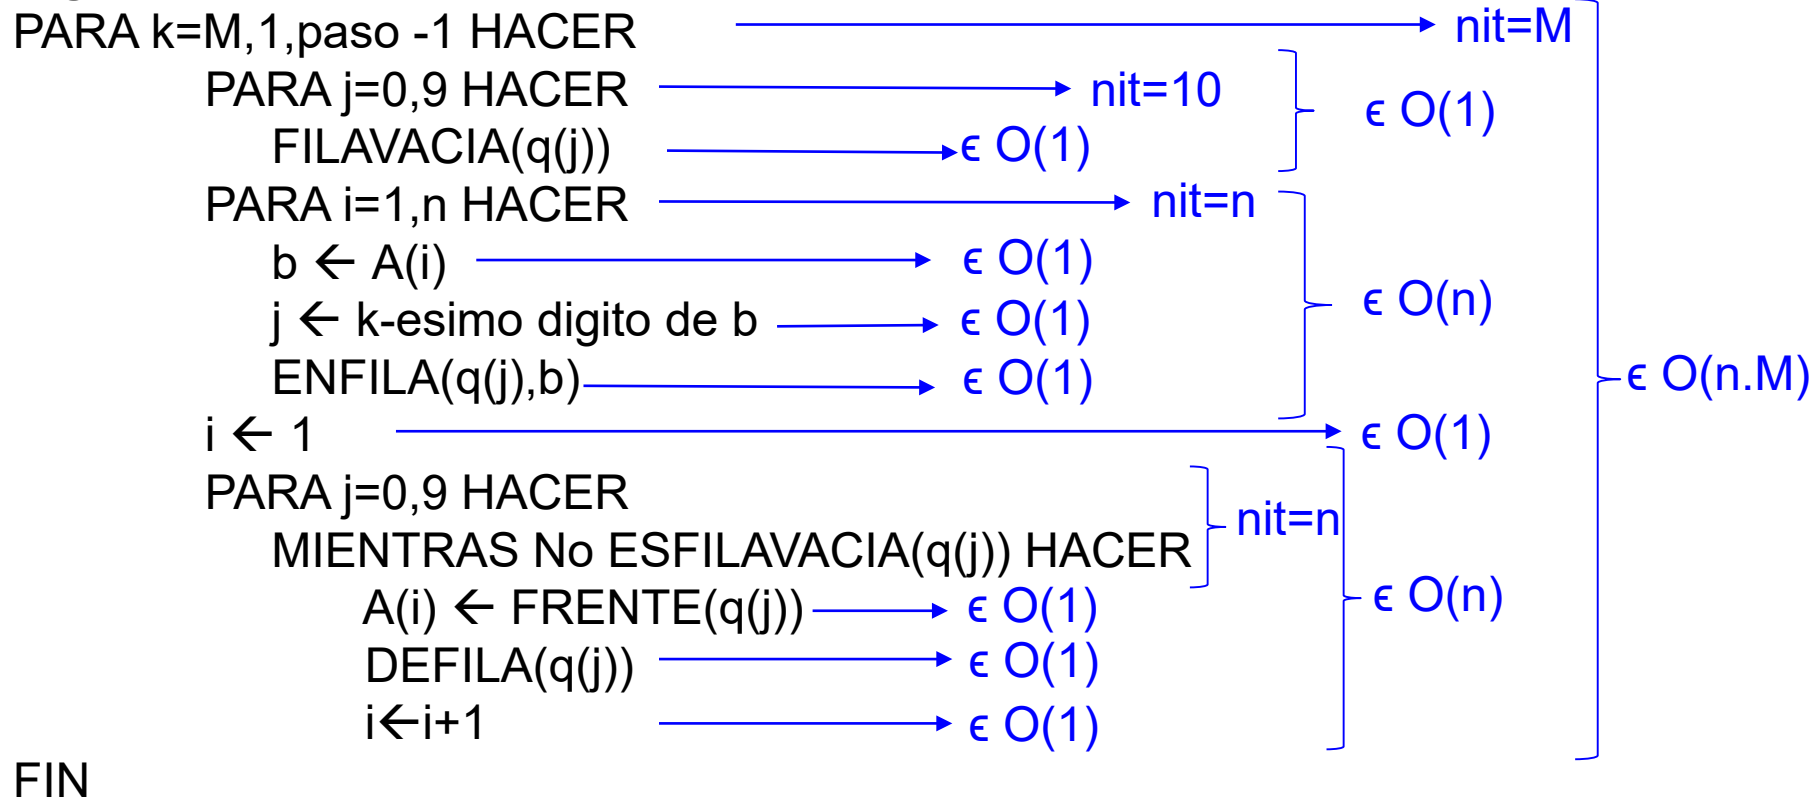 PARA k=M,1,paso -1 HACER nit=M
PARA j=0,9 HACER nit=10 ϵ O(1)
FILAVACIA(q(j)) ϵ O(1)
PARA i=1,n HACER nit=n
b ← A(i) ϵ O(1)
j ← k-esimo digito de b ϵ O(1) ϵ O(n)
ENFILA(q(j),b) ϵ O(1) ϵ O(n.M)
i ← 1 ϵ O(1)
PARA j=0,9 HACER nit=n
MIENTRAS No ESFILAVACIA(q(j)) HACER
A(i) ← FRENTE(q(j)) ϵ O(1) ϵ O(n)
DEFILA(q(j)) ϵ O(1)
i←i+1 ϵ O(1)
FIN